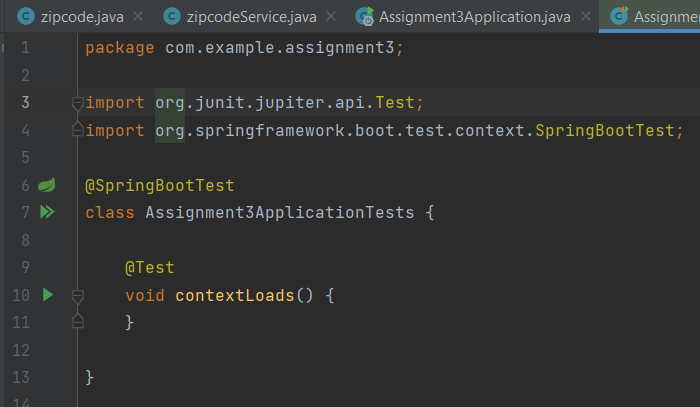 zipcode.java
zipcodeService.java
Assignment3Application.java
Assignme
1 package com.example.assignment3;
2
3 import org.junit.jupiter.api.Test;
4 import org.springframework.boot.test.context.SpringBootTest;
5
6 @SpringBootTest
7 class Assignment3ApplicationTests {
8
9 @Test
10 void contextLoads() {
11 }
12
13 }
14